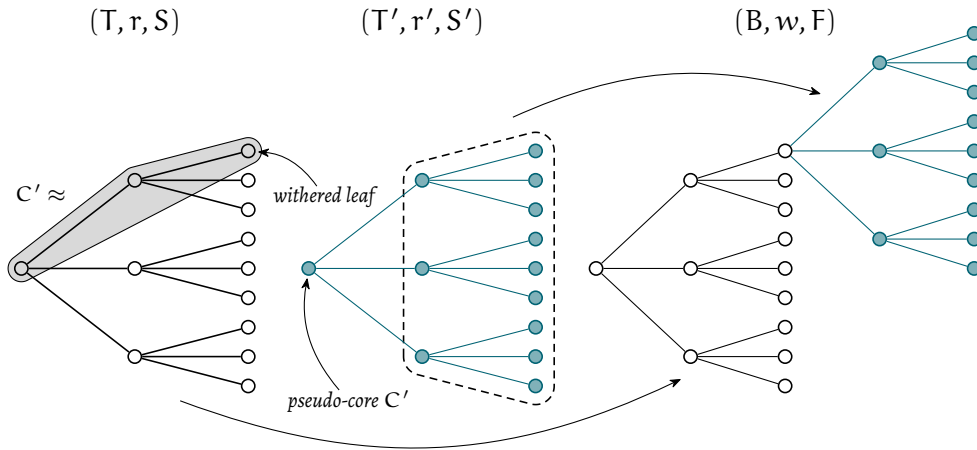 (T, r, S)
(T′, r′, S′)
(B, w, F)
C′ ≈
withered leaf
pseudo-core C′